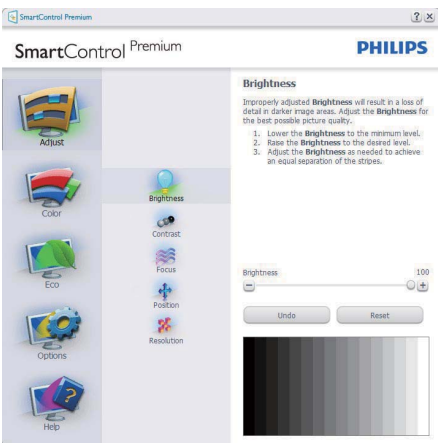 SmartControl Premium
? x
SmartControl Premium
PHILIPS
Adjust
Color
Eco
Options
Help
Brightness
Contrast
Focus
Position
Resolution
Brightness
Improperly adjusted Brightness will result in a loss of
detail in darker image areas. Adjust the Brightness for
the best possible picture quality.
1. Lower the Brightness to the minimum level.
2. Raise the Brightness to the desired level.
3. Adjust the Brightness as needed to achieve
an equal separation of the stripes.
Brightness 100
Undo Reset